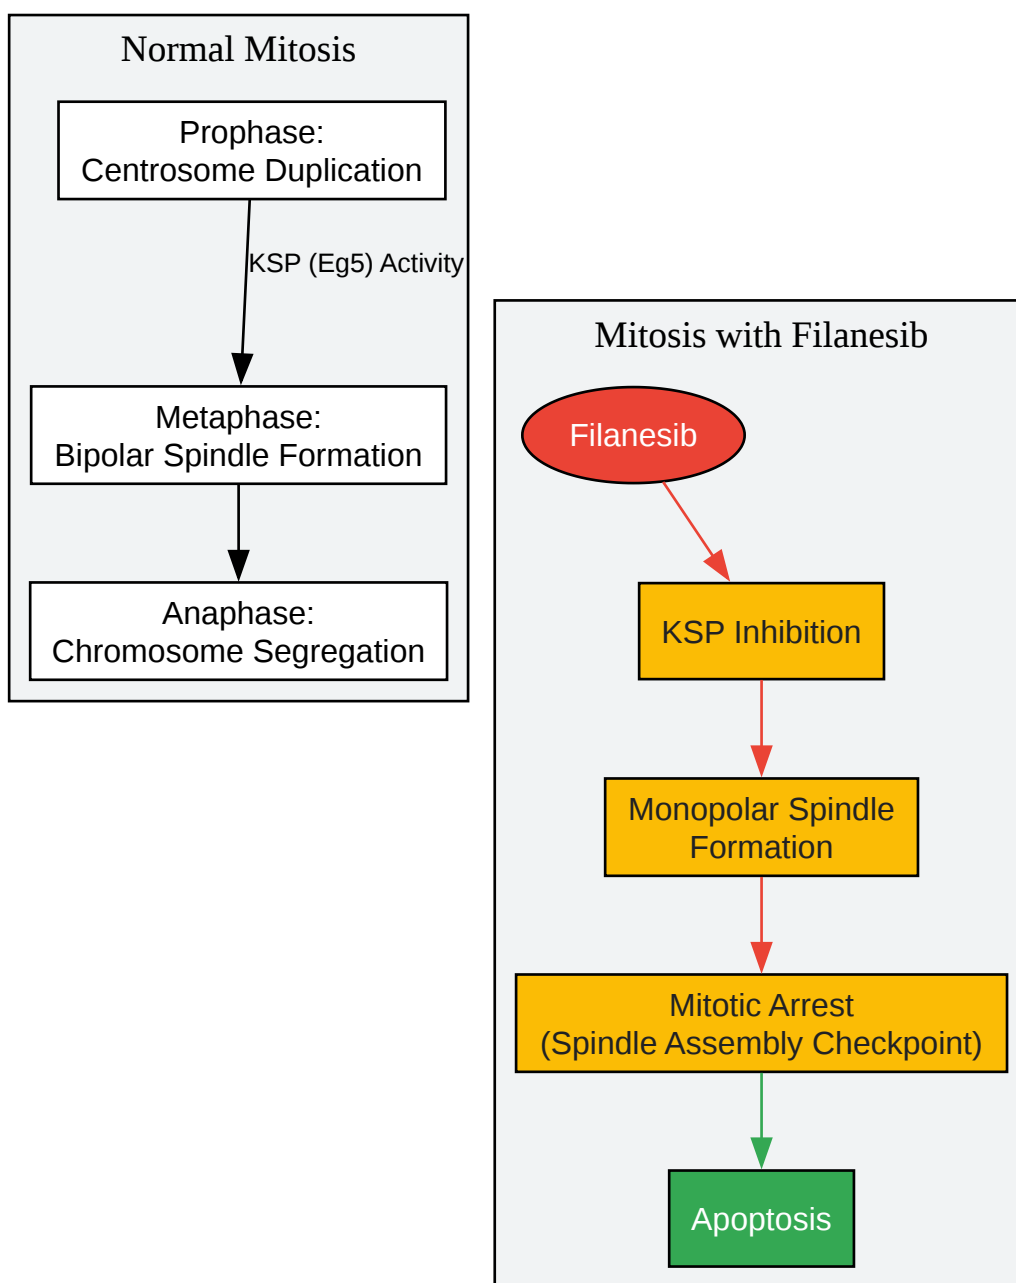 Normal Mitosis
Prophase:
Centrosome Duplication
KSP (Eg5) Activity
Metaphase:
Bipolar Spindle Formation
Anaphase:
Chromosome Segregation
Mitosis with Filanesib
Filanesib
KSP Inhibition
Monopolar Spindle
Formation
Mitotic Arrest
(Spindle Assembly Checkpoint)
Apoptosis